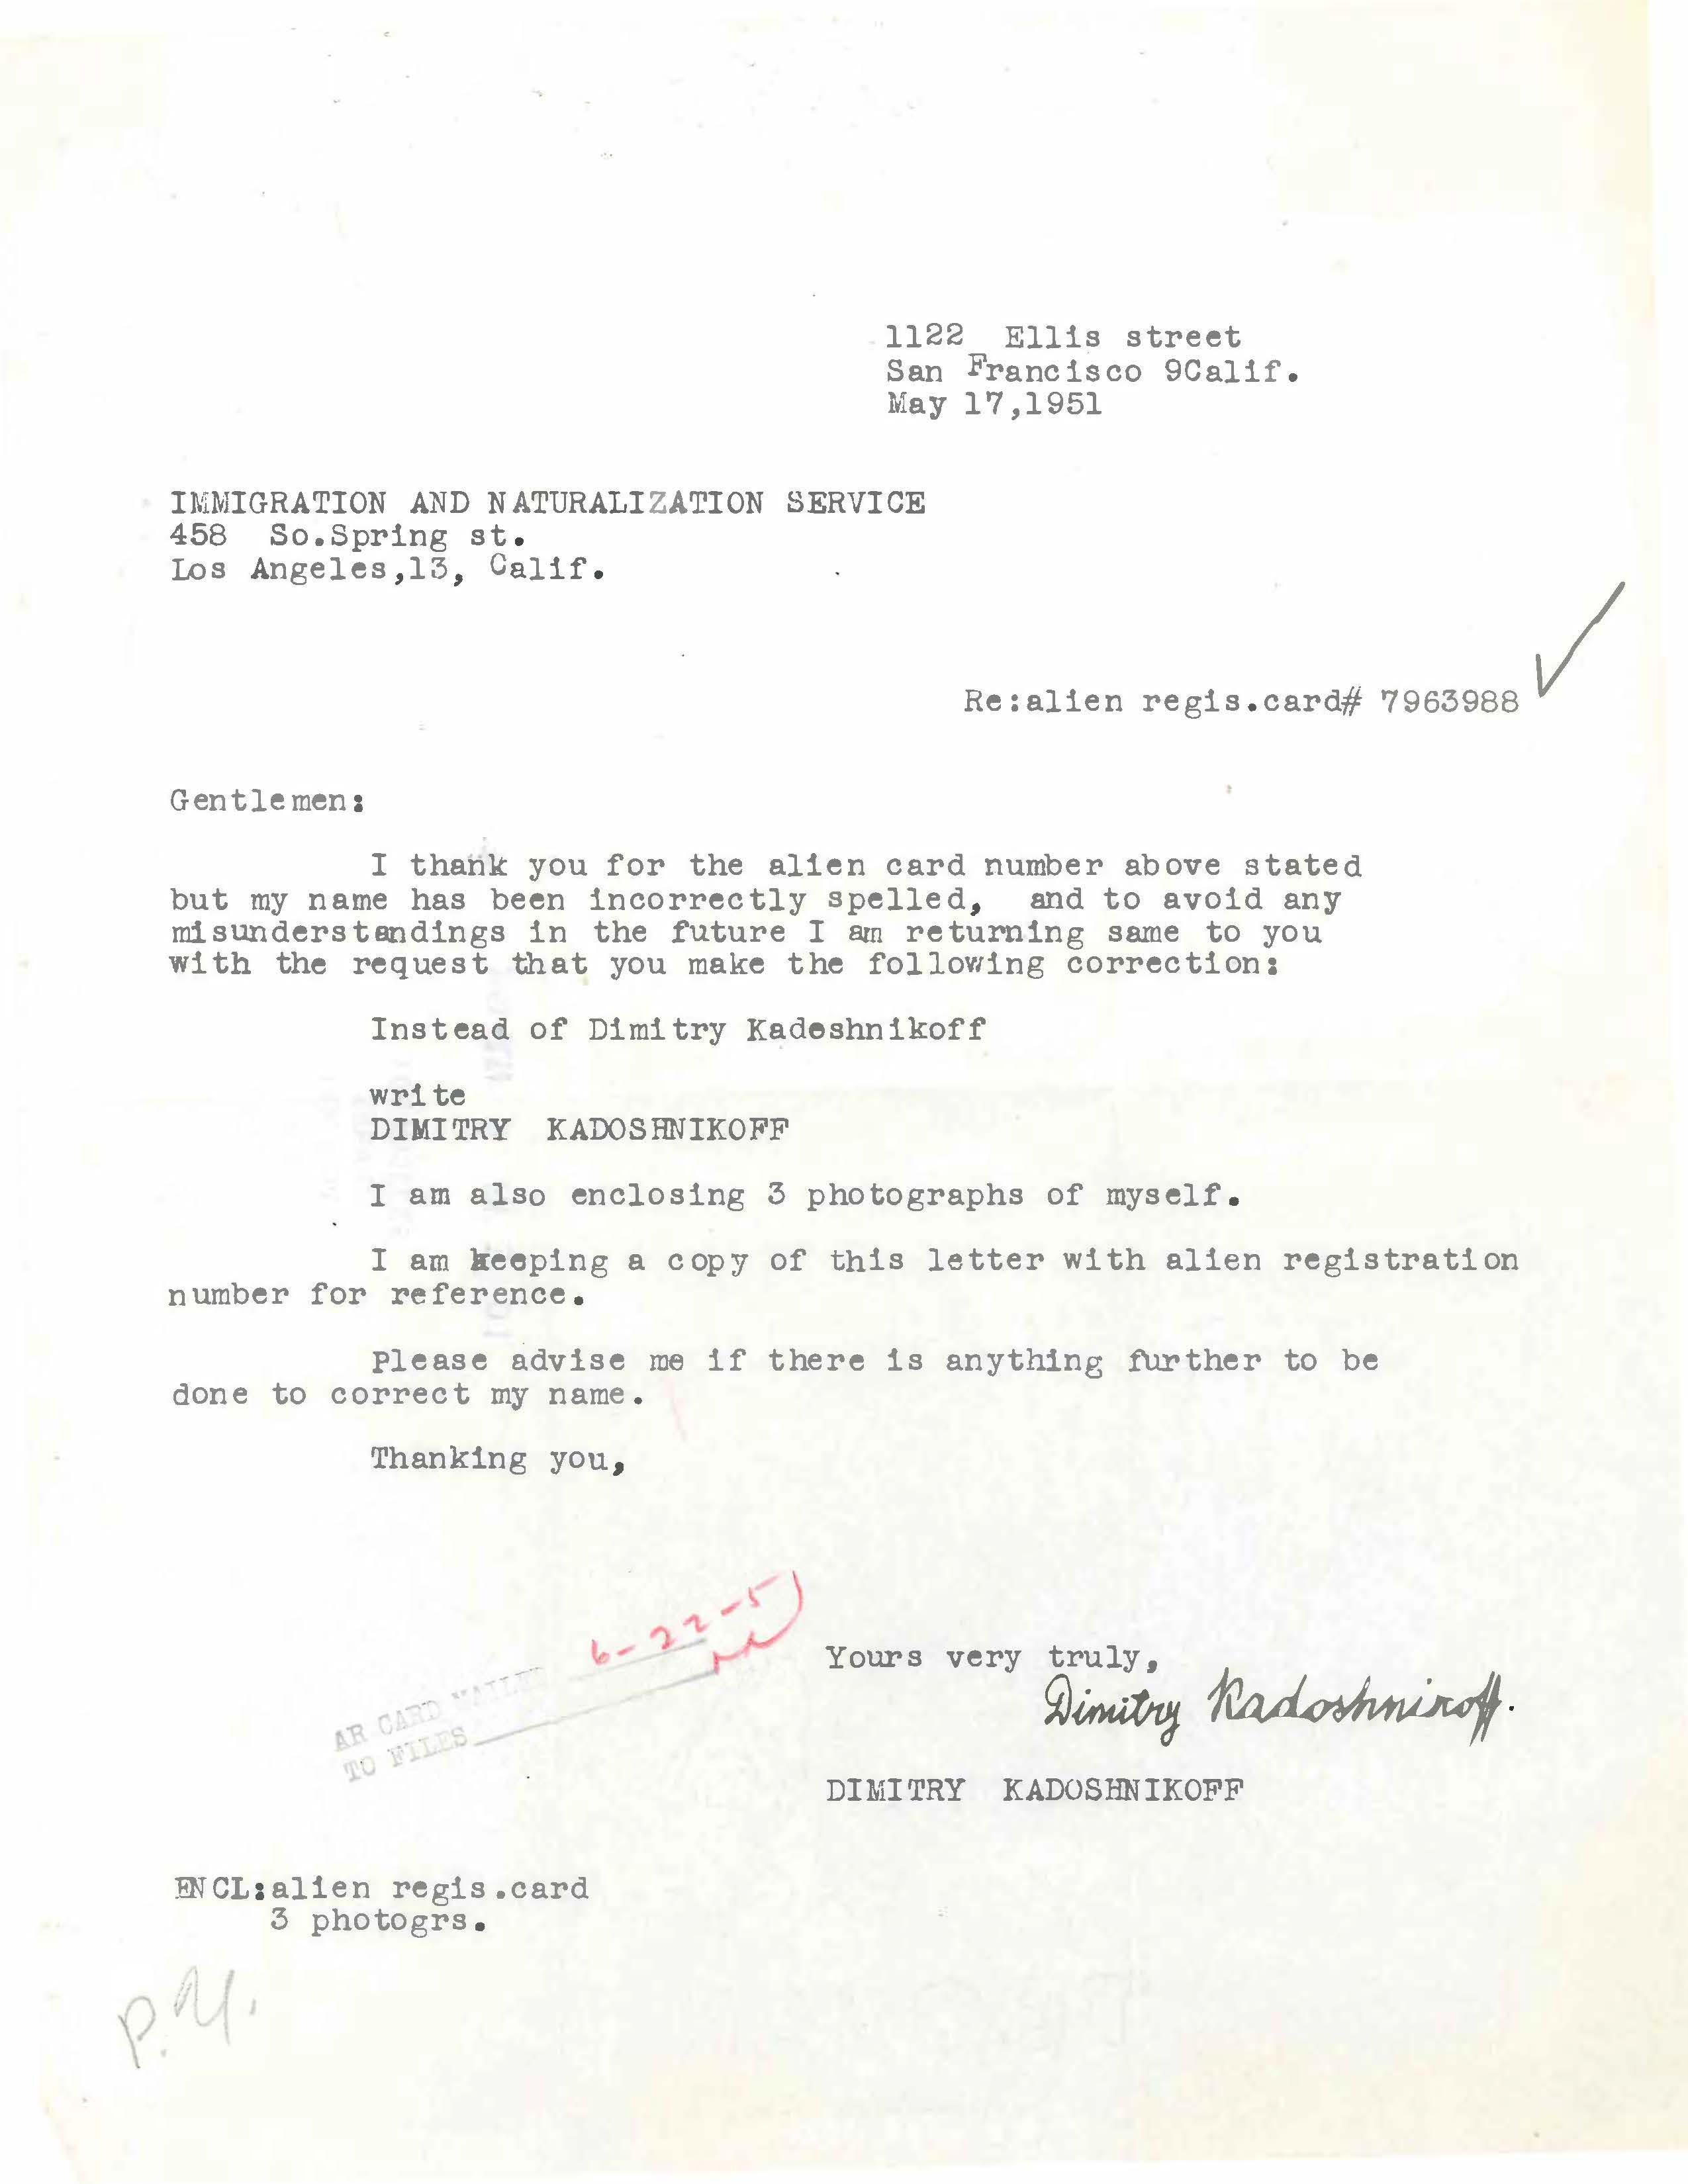 1122 Ellis street
San Francisco 9Calif.
May 17,1951
IMMIGRATION AND NATURALIZATION SERVICE
458 So.Spring st.
Los Angeles,13, Calif.
Re:alien regis.card# 7963988
Gentlemen:
I thank you for the alien card number above stated
but my name has been incorrectly spelled, and to avoid any
misunderstandings in the future I am returning same to you
with the request that you make the following correction:
Instead of Dimitry Kadeshnikoff
write
DIMITRY KADOSHNIKOFF
I am also enclosing 3 photographs of myself.
I am keeping a copy of this letter with alien registration
number for reference.
Please advise me if there is anything further to be
done to correct my name.
Thanking you,
6-22-51
AR CARD MAILED
TO FILES
Yours very truly,
Dimitry Kadoshnikoff.
DIMITRY KADOSHNIKOFF
ENCL:alien regis.card
3 photogrs.